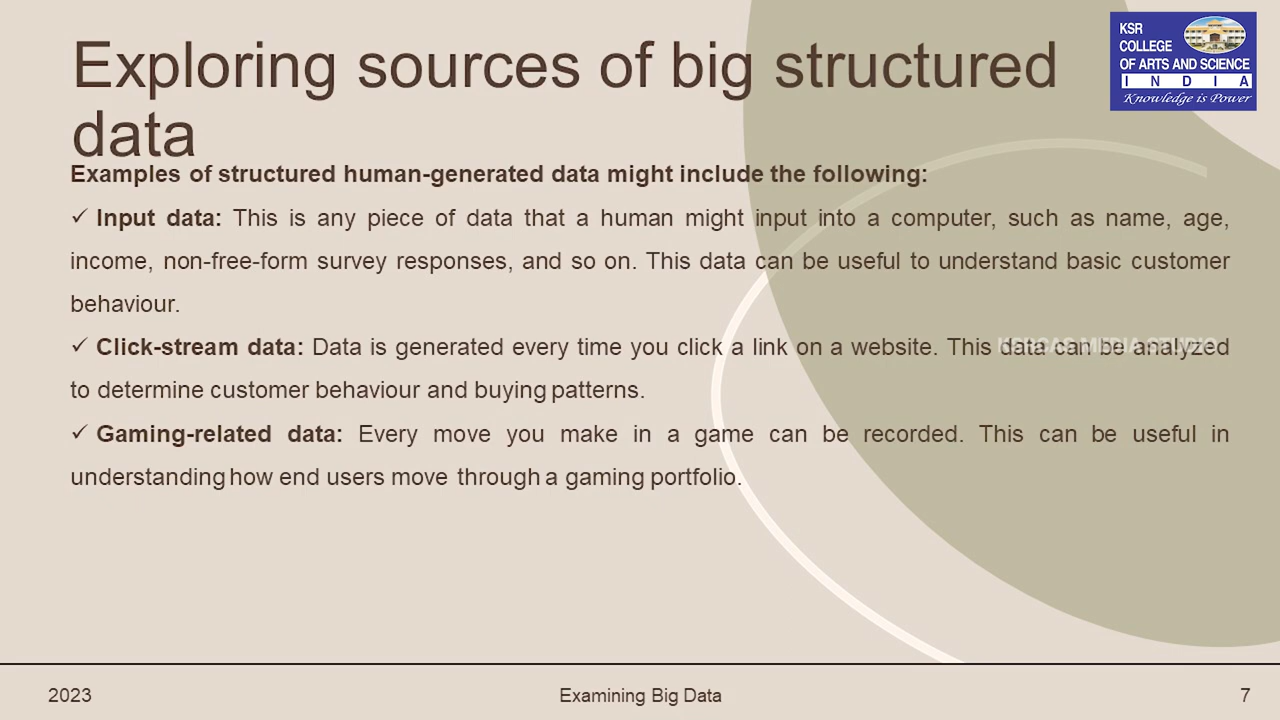 Exploring sources of big structured
data
KSR
COLLEGE
OF ARTS AND SCIENCE
I N D I A
Knowledge is Power
Examples of structured human-generated data might include the following:
✓ Input data: This is any piece of data that a human might input into a computer, such as name, age,
income, non-free-form survey responses, and so on. This data can be useful to understand basic customer
behaviour.
✓ Click-stream data: Data is generated every time you click a link on a website. This data can be analyzed
to determine customer behaviour and buying patterns.
✓ Gaming-related data: Every move you make in a game can be recorded. This can be useful in
understanding how end users move through a gaming portfolio.
KSRCAS MEDIA STUDIO
2023
Examining Big Data
7